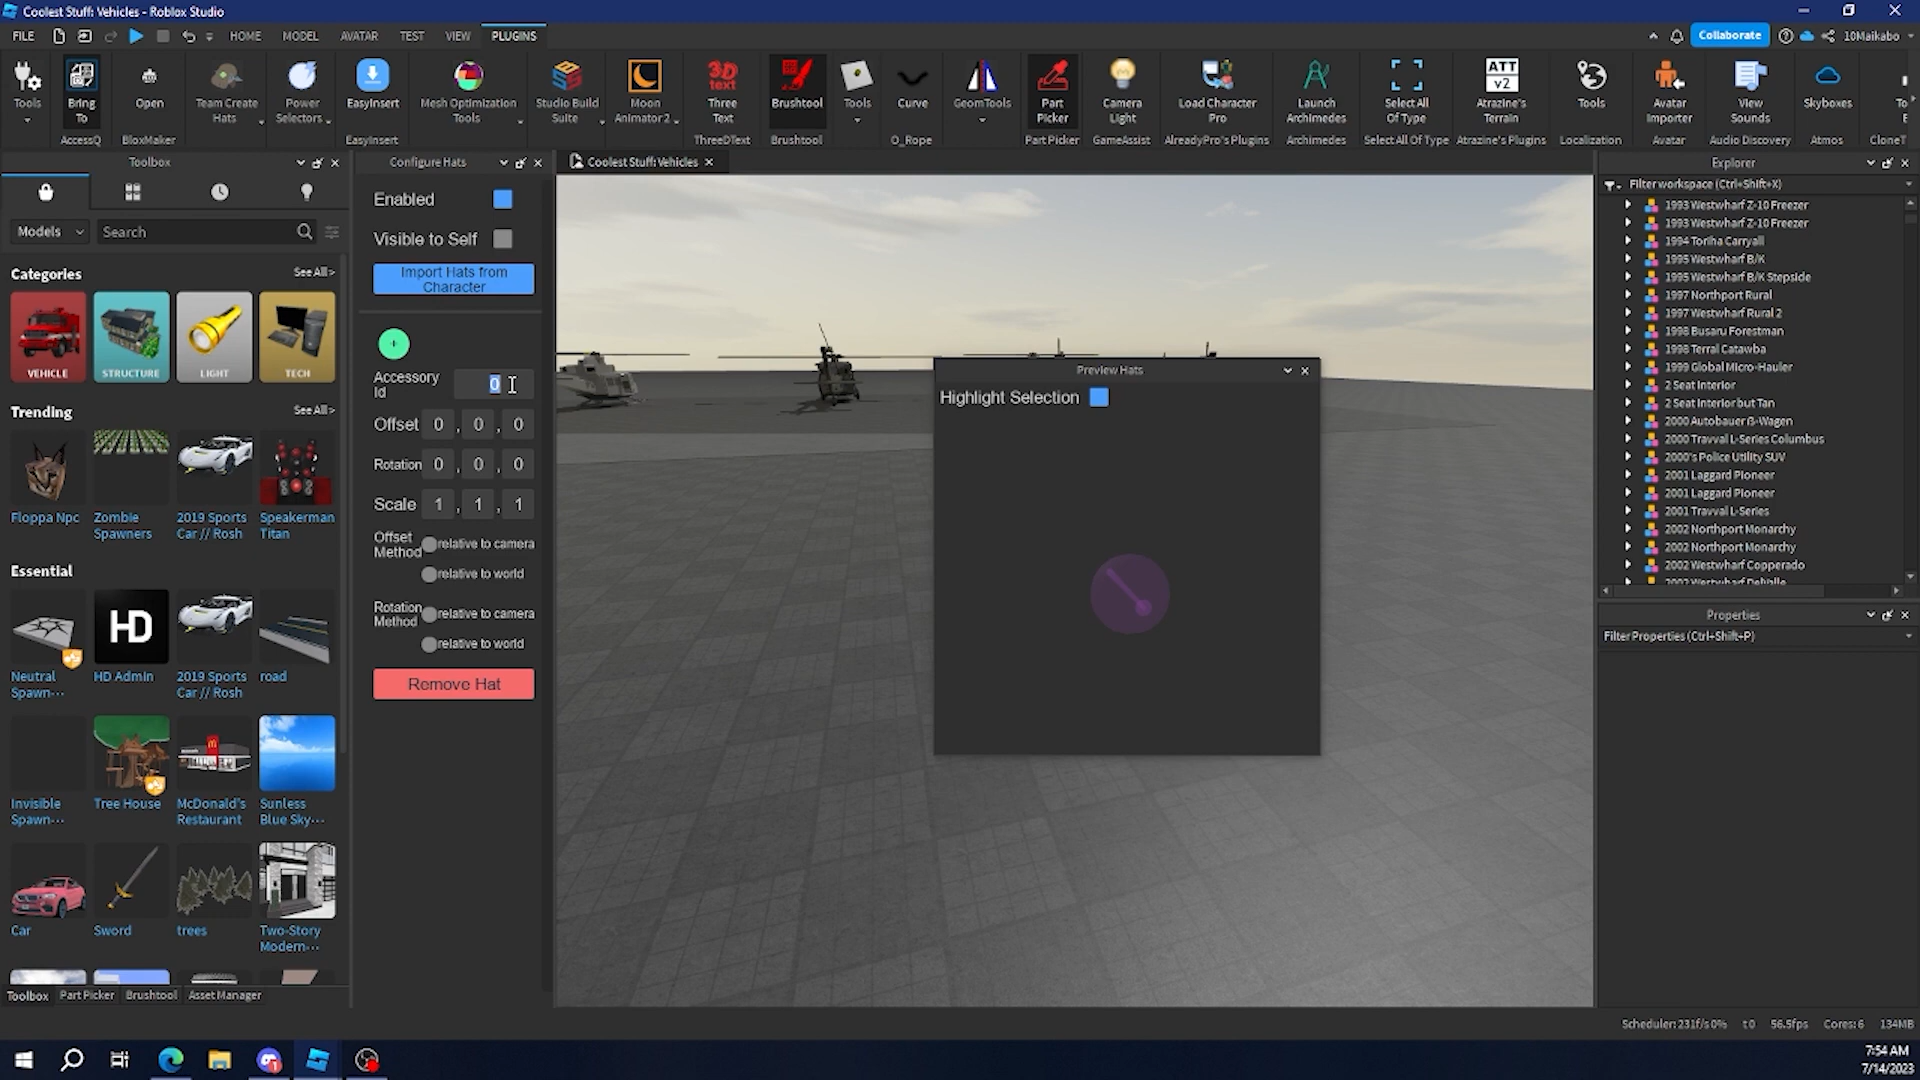 Coolest Stuff: Vehicles - Roblox Studio
FILE HOME MODEL AVATAR TEST VIEW PLUGINS Collaborate 10Maikabo
Tools
Bring To
Open
Team Create Hats
Power Selectors
EasyInsert
Mesh Optimization Tools
Studio Build Suite
Moon Animator 2
3D text
Three Text
Brushtool
Tools
Curve
GeomTools
Part Picker
Camera Light
Load Character Pro
Launch Archimedes
Select All Of Type
ATT v2
Atrazine's Terrain
Tools
Avatar Importer
View Sounds
Skyboxes
AccessQ BloxMaker EasyInsert ThreeDText Brushtool O_Rope Part Picker GameAssist AlreadyPro's Plugins Archimedes Select All Of Type Atrazine's Plugins Localization Avatar Audio Discovery Atmos CloneT
Toolbox
Models Search
Categories See All >
VEHICLE STRUCTURE LIGHT TECH
Trending See All >
Floppa Npc
Zombie Spawners
2019 Sports Car // Rosh
Speakerman Titan
Essential
HD
Neutral Spawn...
HD Admin
2019 Sports Car // Rosh
road
Invisible Spawn...
Tree House
McDonald's Restaurant
Sunless Blue Sky...
Car
Sword
trees
Two-Story Modern...
Toolbox Part Picker Brushtool Asset Manager
Configure Hats
Enabled
Visible to Self
Import Hats from
Character
+
Accessory
Id 0
Offset 0 , 0 , 0
Rotation 0 , 0 , 0
Scale 1 , 1 , 1
Offset
Method relative to camera
relative to world
Rotation
Method relative to camera
relative to world
Remove Hat
Coolest Stuff: Vehicles
Preview Hats
Highlight Selection
Explorer
Filter workspace (Ctrl+Shift+X)
1993 Westwharf Z-10 Freezer
1993 Westwharf Z-10 Freezer
1994 Toriha Carryall
1995 Westwharf B/K
1995 Westwharf B/K Stepside
1997 Northport Rural
1997 Westwharf Rural 2
1998 Busaru Forestman
1998 Terral Catawba
1999 Global Micro-Hauler
2 Seat Interior
2 Seat Interior but Tan
2000 Autobauer ß-Wagen
2000 Travval L-Series Columbus
2000's Police Utility SUV
2001 Laggard Pioneer
2001 Laggard Pioneer
2001 Travval L-Series
2002 Northport Monarchy
2002 Northport Monarchy
2002 Westwharf Copperado
2002 Westwharf DeValle
Properties
Filter Properties (Ctrl+Shift+P)
Scheduler: 231f/s 0% t:0 56.5fps Cores: 6 134MB
7:54 AM
7/14/2023